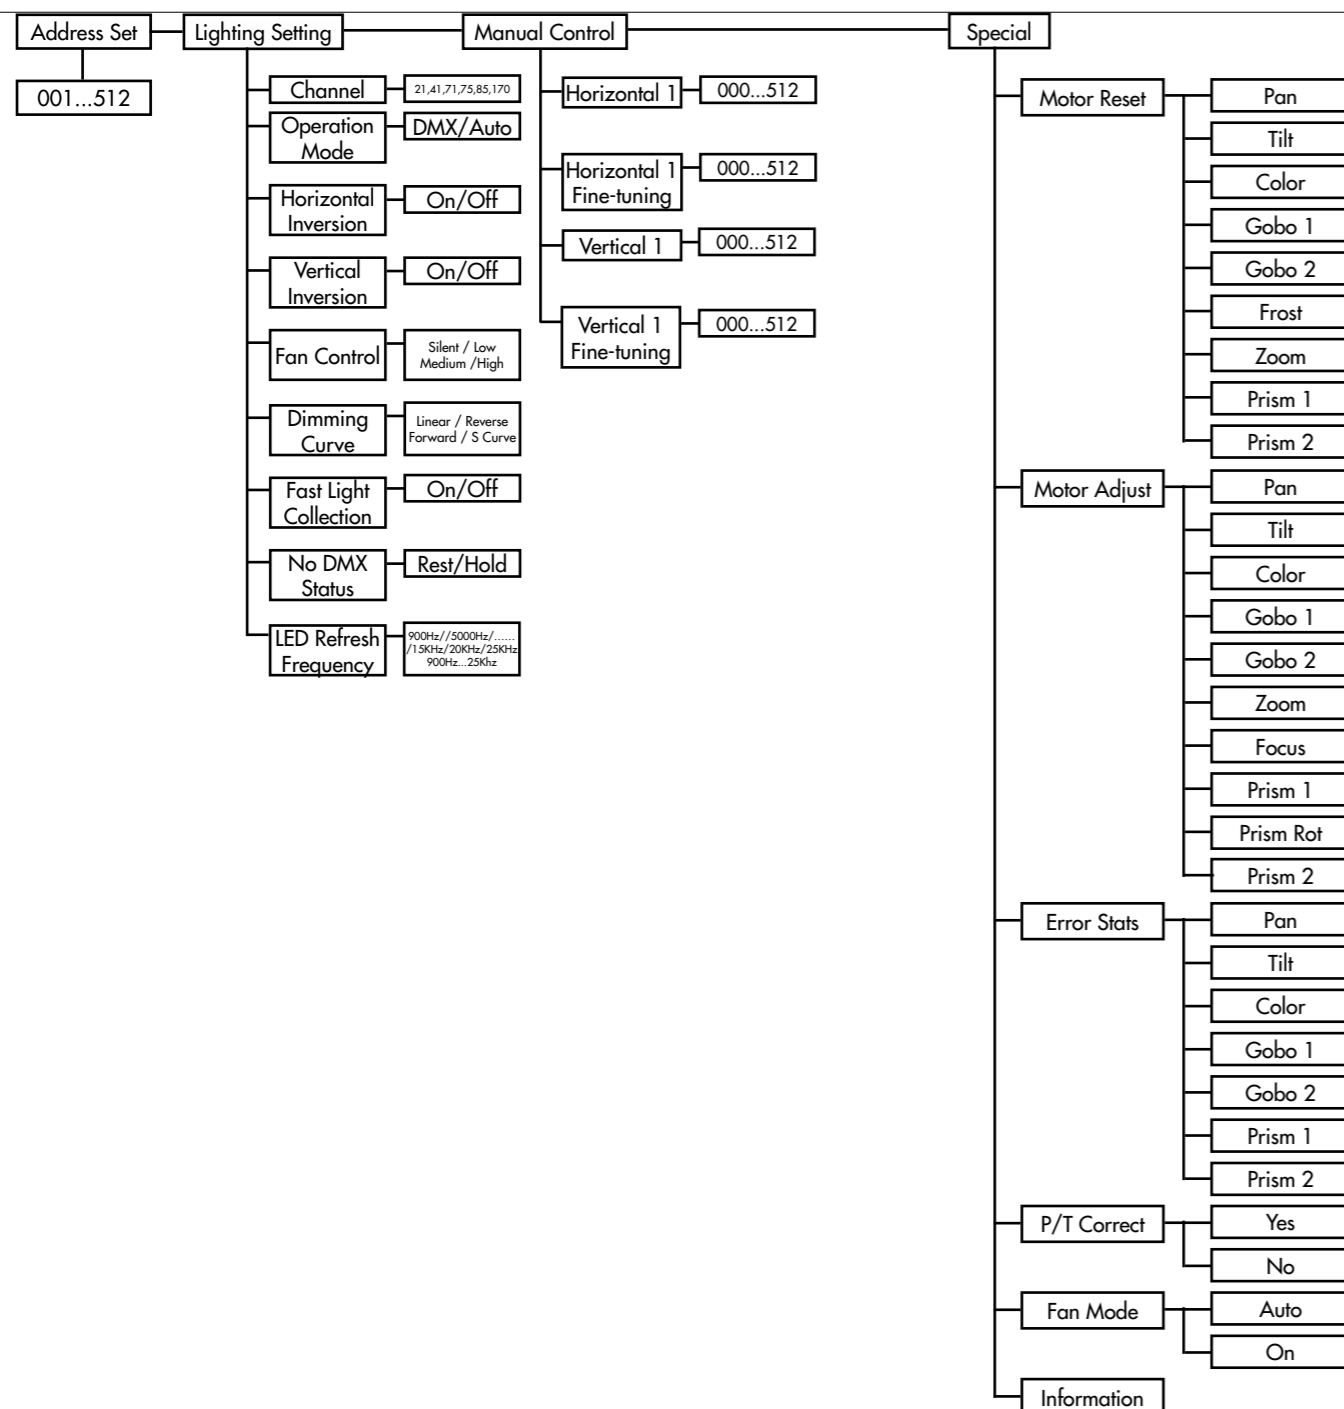 Address Set
001...512
Lighting Setting
Channel
21,41,71,75,85,170
Operation
Mode
DMX/Auto
Horizontal
Inversion
On/Off
Vertical
Inversion
On/Off
Fan Control
Silent / Low
Medium /High
Dimming
Curve
Linear / Reverse
Forward / S Curve
Fast Light
Collection
On/Off
No DMX
Status
Rest/Hold
LED Refresh
Frequency
900Hz//5000Hz/......
/15KHz/20KHz/25KHz
900Hz...25Khz
Manual Control
Horizontal 1
000...512
Horizontal 1
Fine-tuning
000...512
Vertical 1
000...512
Vertical 1
Fine-tuning
000...512
Special
Motor Reset
Pan
Tilt
Color
Gobo 1
Gobo 2
Frost
Zoom
Prism 1
Prism 2
Motor Adjust
Pan
Tilt
Color
Gobo 1
Gobo 2
Zoom
Focus
Prism 1
Prism Rot
Prism 2
Error Stats
Pan
Tilt
Color
Gobo 1
Gobo 2
Prism 1
Prism 2
P/T Correct
Yes
No
Fan Mode
Auto
On
Information